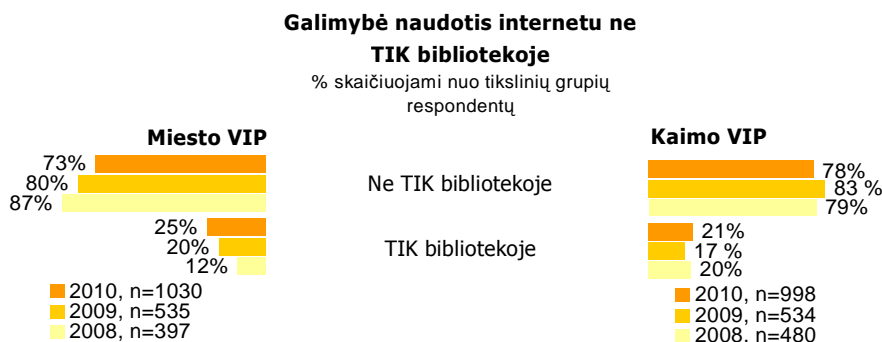 Galimybė naudotis internetu ne
TIK bibliotekoje
% skaičiuojami nuo tikslinių grupių
respondentų
Miesto VIP
Kaimo VIP
73%
80%
87%
Ne TIK bibliotekoje
78%
83 %
79%
25%
20%
12%
TIK bibliotekoje
21%
17 %
20%
2010, n=1030
2009, n=535
2008, n=397
2010, n=998
2009, n=534
2008, n=480